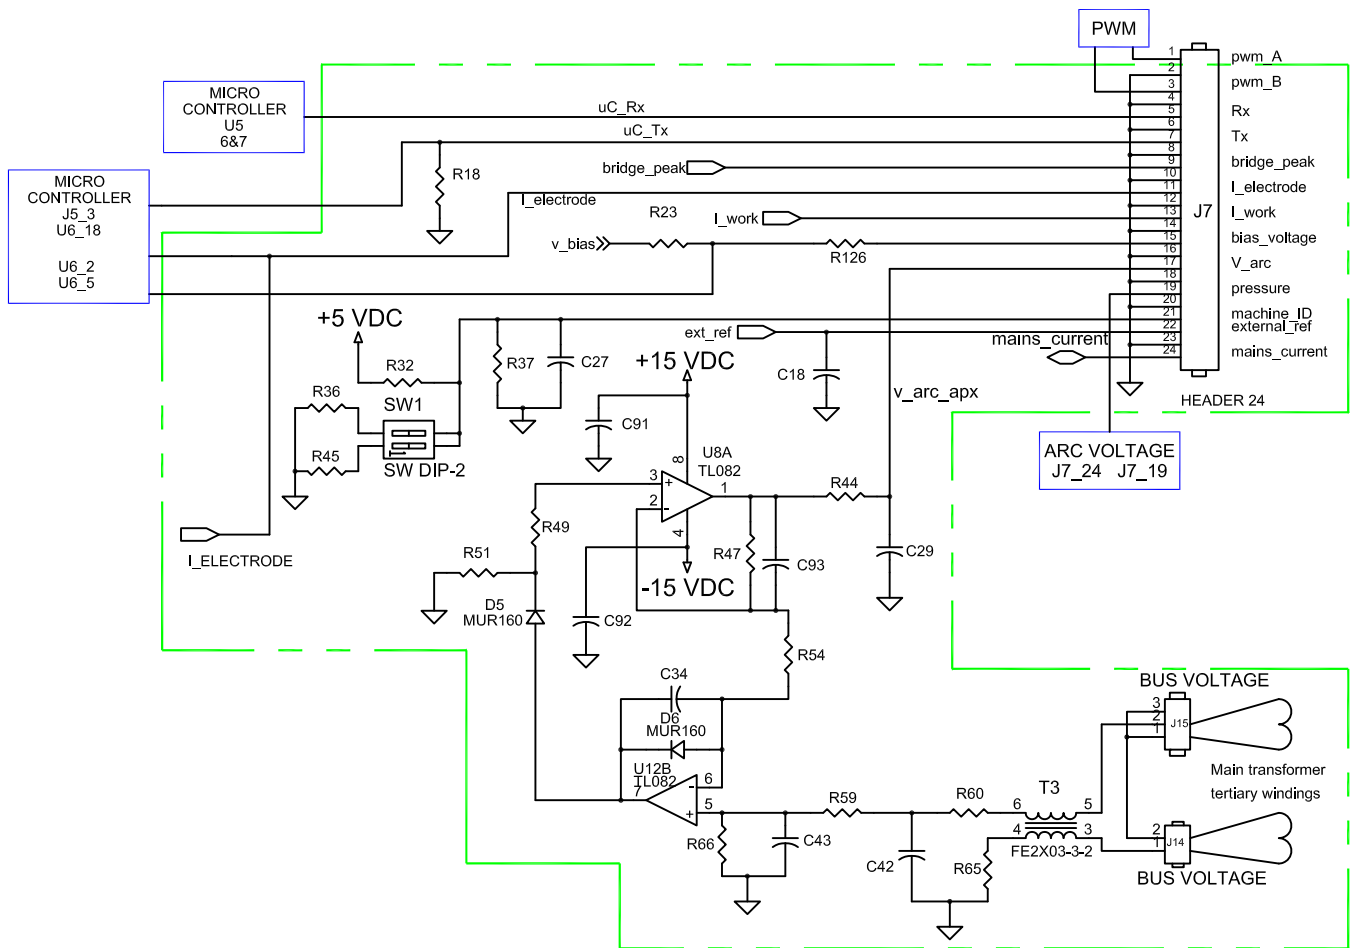 PWM
1
2
3
4
5
6
7
8
9
10
11
12
13
14
15
16
17
18
19
20
21
22
23
24
pwm_A
pwm_B
Rx
Tx
bridge_peak
I_electrode
I_work
bias_voltage
V_arc
pressure
machine_ID
external_ref
mains_current
J7
HEADER 24
MICRO
CONTROLLER
U5
6&7
uC_Rx
uC_Tx
MICRO
CONTROLLER
J5_3
U6_18
U6_2
U6_5
R18
bridge_peak
I_electrode
R23
I_work
v_bias
R126
+5 VDC
R32
R36
SW1
R45
SW DIP-2
R37
C27
ext_ref
mains_current
C18
v_arc_apx
ARC VOLTAGE
J7_24 J7_19
+15 VDC
C91
U8A
TL082
8
3
+
2
-
1
4
R44
R49
R47
C93
C29
-15 VDC
I_ELECTRODE
R51
D5
MUR160
C92
R54
C34
D6
MUR160
U12B
TL082
7
6
-
5
+
R66
C43
R59
C42
R60
R65
T3
6
5
4
3
FE2X03-3-2
BUS VOLTAGE
3
2
1
J15
Main transformer
tertiary windings
2
1
J14
BUS VOLTAGE